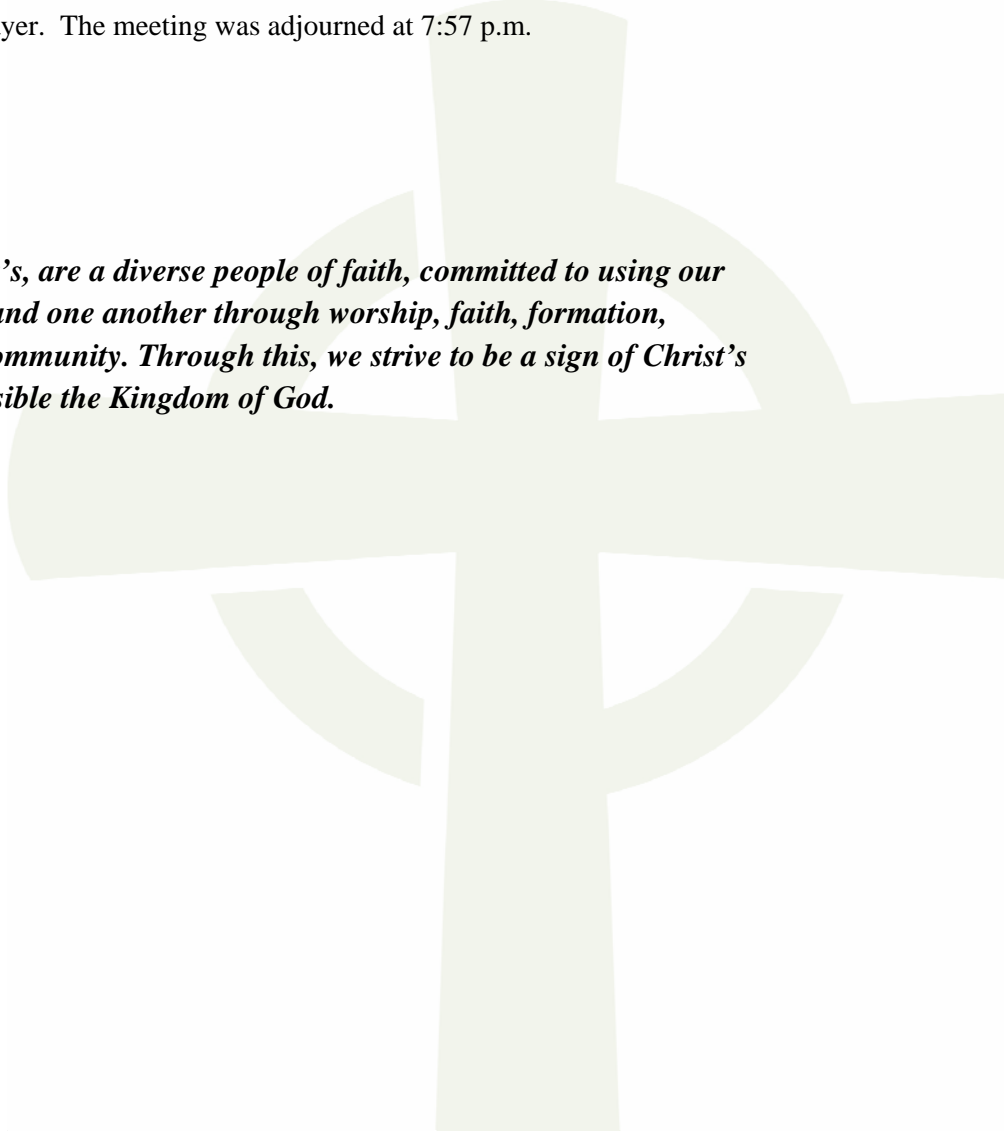 yer. The meeting was adjourned at 7:57 p.m.
’s, are a diverse people of faith, committed to using our
and one another through worship, faith, formation,
ommunity. Through this, we strive to be a sign of Christ’s
sible the Kingdom of God.